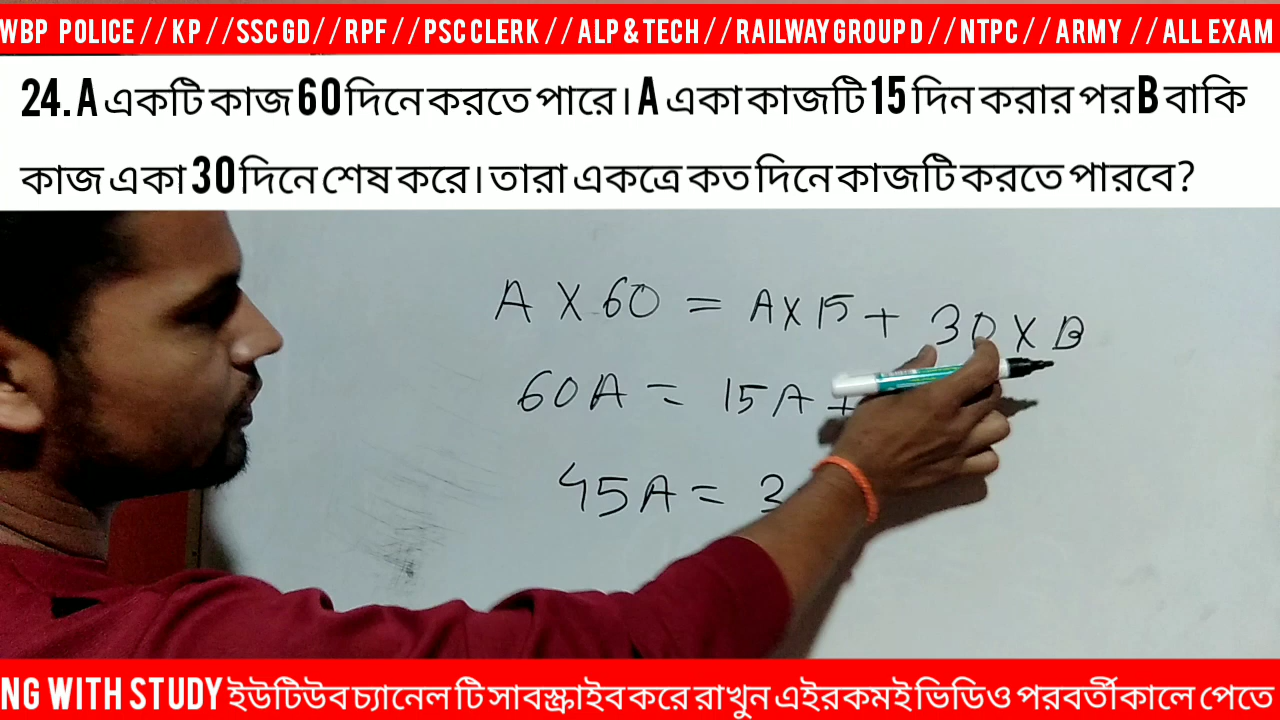 WBP POLICE // KP // SSC GD // RPF // PSC CLERK // ALP & TECH // RAILWAY GROUP D // NTPC // ARMY // ALL EXAM
24. A একটি কাজ 60 দিনে করতে পারে। A একা কাজটি 15 দিন করার পর B বাকি
কাজ একা 30 দিনে শেষ করে। তারা একত্রে কত দিনে কাজটি করতে পারবে?
A X 60 = A X 15 + 30 X B
60A = 15A +
45A = 3
NG WITH STUDY ইউটিউব চ্যানেল টি সাবস্ক্রাইব করে রাখুন এইরকমই ভিডিও পরবর্তীকালে পেতে